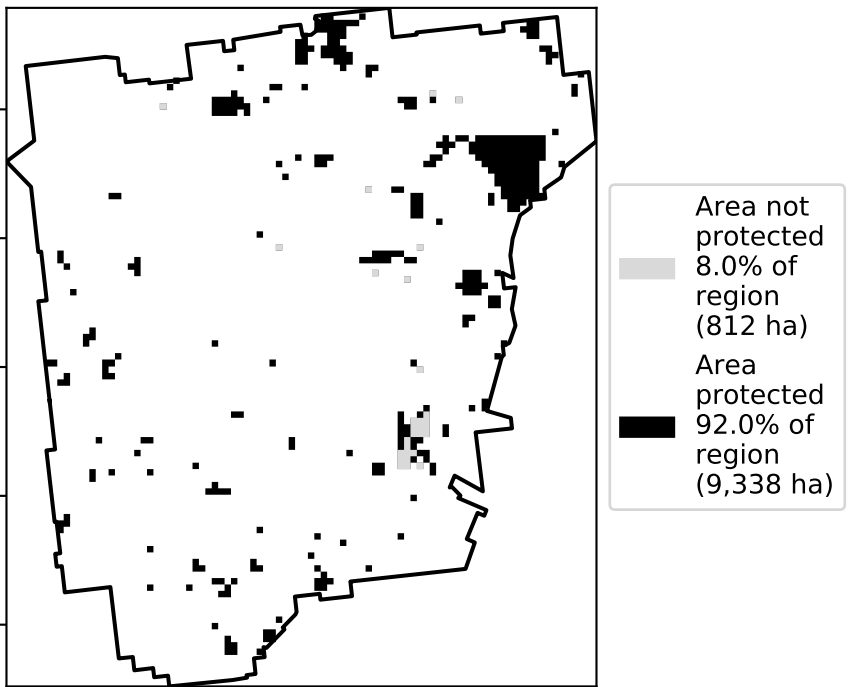 Area not
protected
8.0% of
region
(812 ha)
Area
protected
92.0% of
region
(9,338 ha)